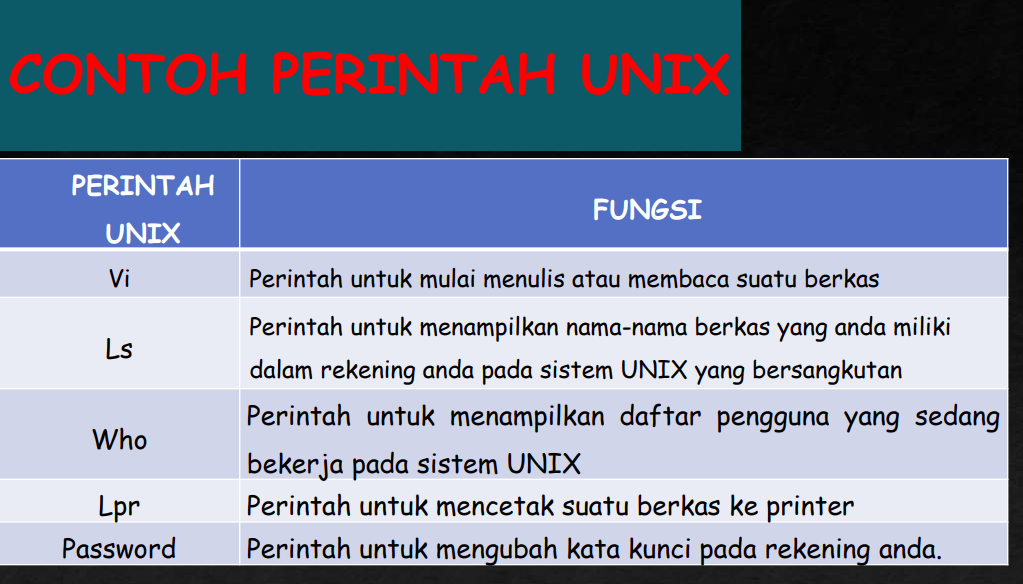 CONTOH PERINTAH UNIX
PERINTAH
UNIX
FUNGSI
Vi
Perintah untuk mulai menulis atau membaca suatu berkas
Ls
Perintah untuk menampilkan nama-nama berkas yang anda miliki
dalam rekening anda pada sistem UNIX yang bersangkutan
Who
Perintah untuk menampilkan daftar pengguna yang sedang
bekerja pada sistem UNIX
Lpr
Perintah untuk mencetak suatu berkas ke printer
Password
Perintah untuk mengubah kata kunci pada rekening anda.